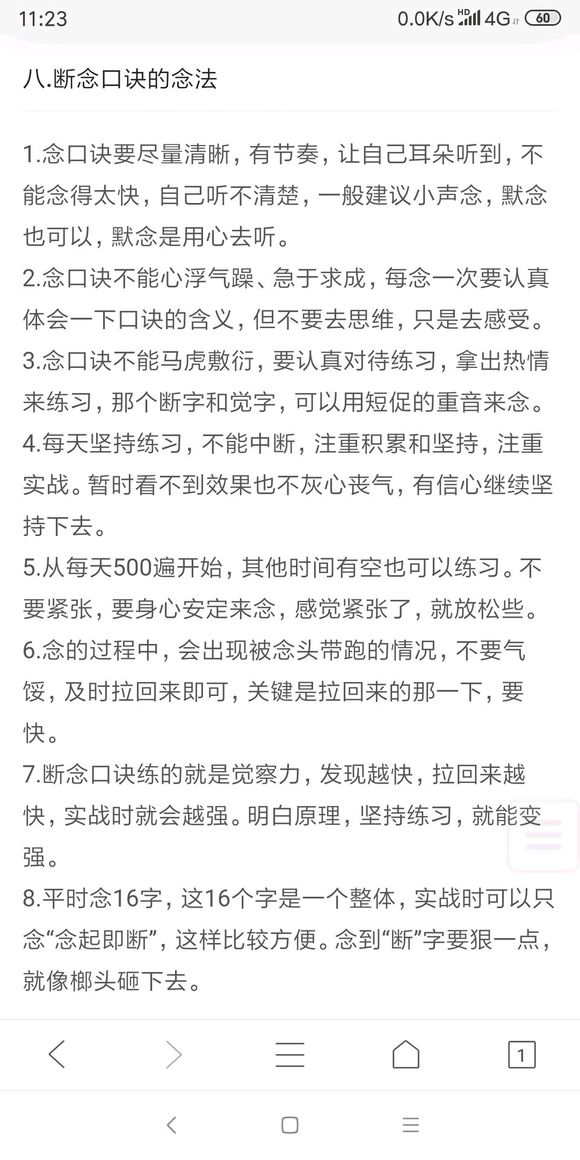 11:23
0.0K/s HD 4G 60
八.断念口诀的念法
1.念口诀要尽量清晰，有节奏，让自己耳朵听到，不
能念得太快，自己听不清楚，一般建议小声念，默念
也可以，默念是用心去听。
2.念口诀不能心浮气躁、急于求成，每念一次要认真
体会一下口诀的含义，但不要去思维，只是去感受。
3.念口诀不能马虎敷衍，要认真对待练习，拿出热情
来练习，那个断字和觉字，可以用短促的重音来念。
4.每天坚持练习，不能中断，注重积累和坚持，注重
实战。暂时看不到效果也不灰心丧气，有信心继续坚
持下去。
5.从每天500遍开始，其他时间有空也可以练习。不
要紧张，要身心安定来念，感觉紧张了，就放松些。
6.念的过程中，会出现被念头带跑的情况，不要气
馁，及时拉回来即可，关键是拉回来的那一下，要
快。
7.断念口诀练的就是觉察力，发现越快，拉回来越
快，实战时就会越强。明白原理，坚持练习，就能变
强。
8.平时念16字，这16个字是一个整体，实战时可以只
念“念起即断”，这样比较方便。念到“断”字要狠一点，
就像榔头砸下去。
1